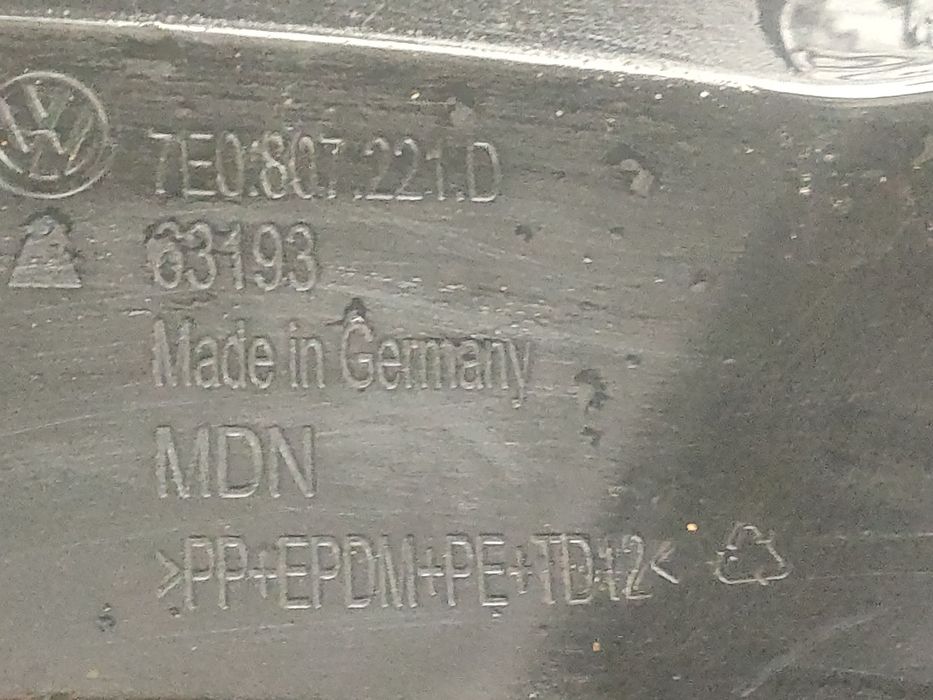 7E0.807.221.D
63193
Made in Germany
MDN
>PP+EPDM+PE+TD12<